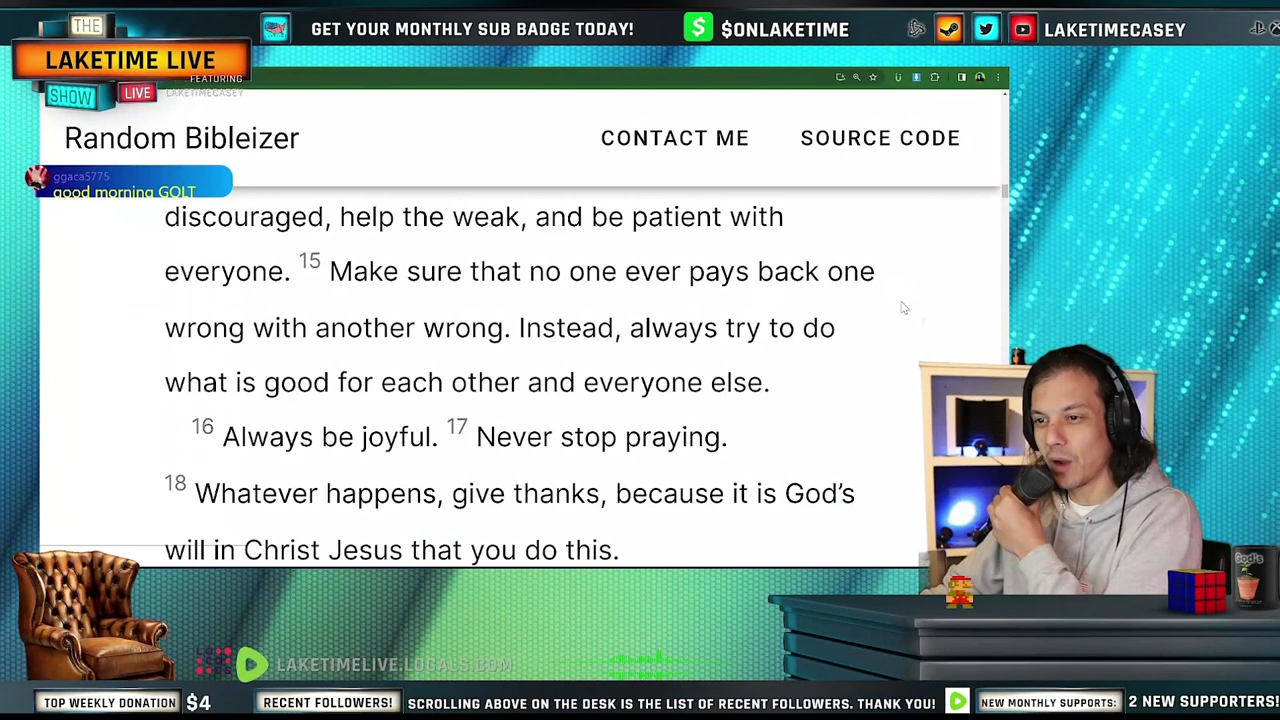 THE
LAKETIME LIVE
FEATURING
SHOW
LIVE
LAKETIMECASEY
GET YOUR MONTHLY SUB BADGE TODAY!
$ $ONLAKETIME
LAKETIMECASEY
Random Bibleizer
CONTACT ME
SOURCE CODE
ggaca5775
good morning GOLT
discouraged, help the weak, and be patient with
everyone. 15 Make sure that no one ever pays back one
wrong with another wrong. Instead, always try to do
what is good for each other and everyone else.
16 Always be joyful. 17 Never stop praying.
18 Whatever happens, give thanks, because it is God’s
will in Christ Jesus that you do this.
God's
LAKETIMELIVE.LOCALS.COM
TOP WEEKLY DONATION
$4
RECENT FOLLOWERS!
SCROLLING ABOVE ON THE DESK IS THE LIST OF RECENT FOLLOWERS. THANK YOU!
NEW MONTHLY SUPPORTS:
2 NEW SUPPORTERS!